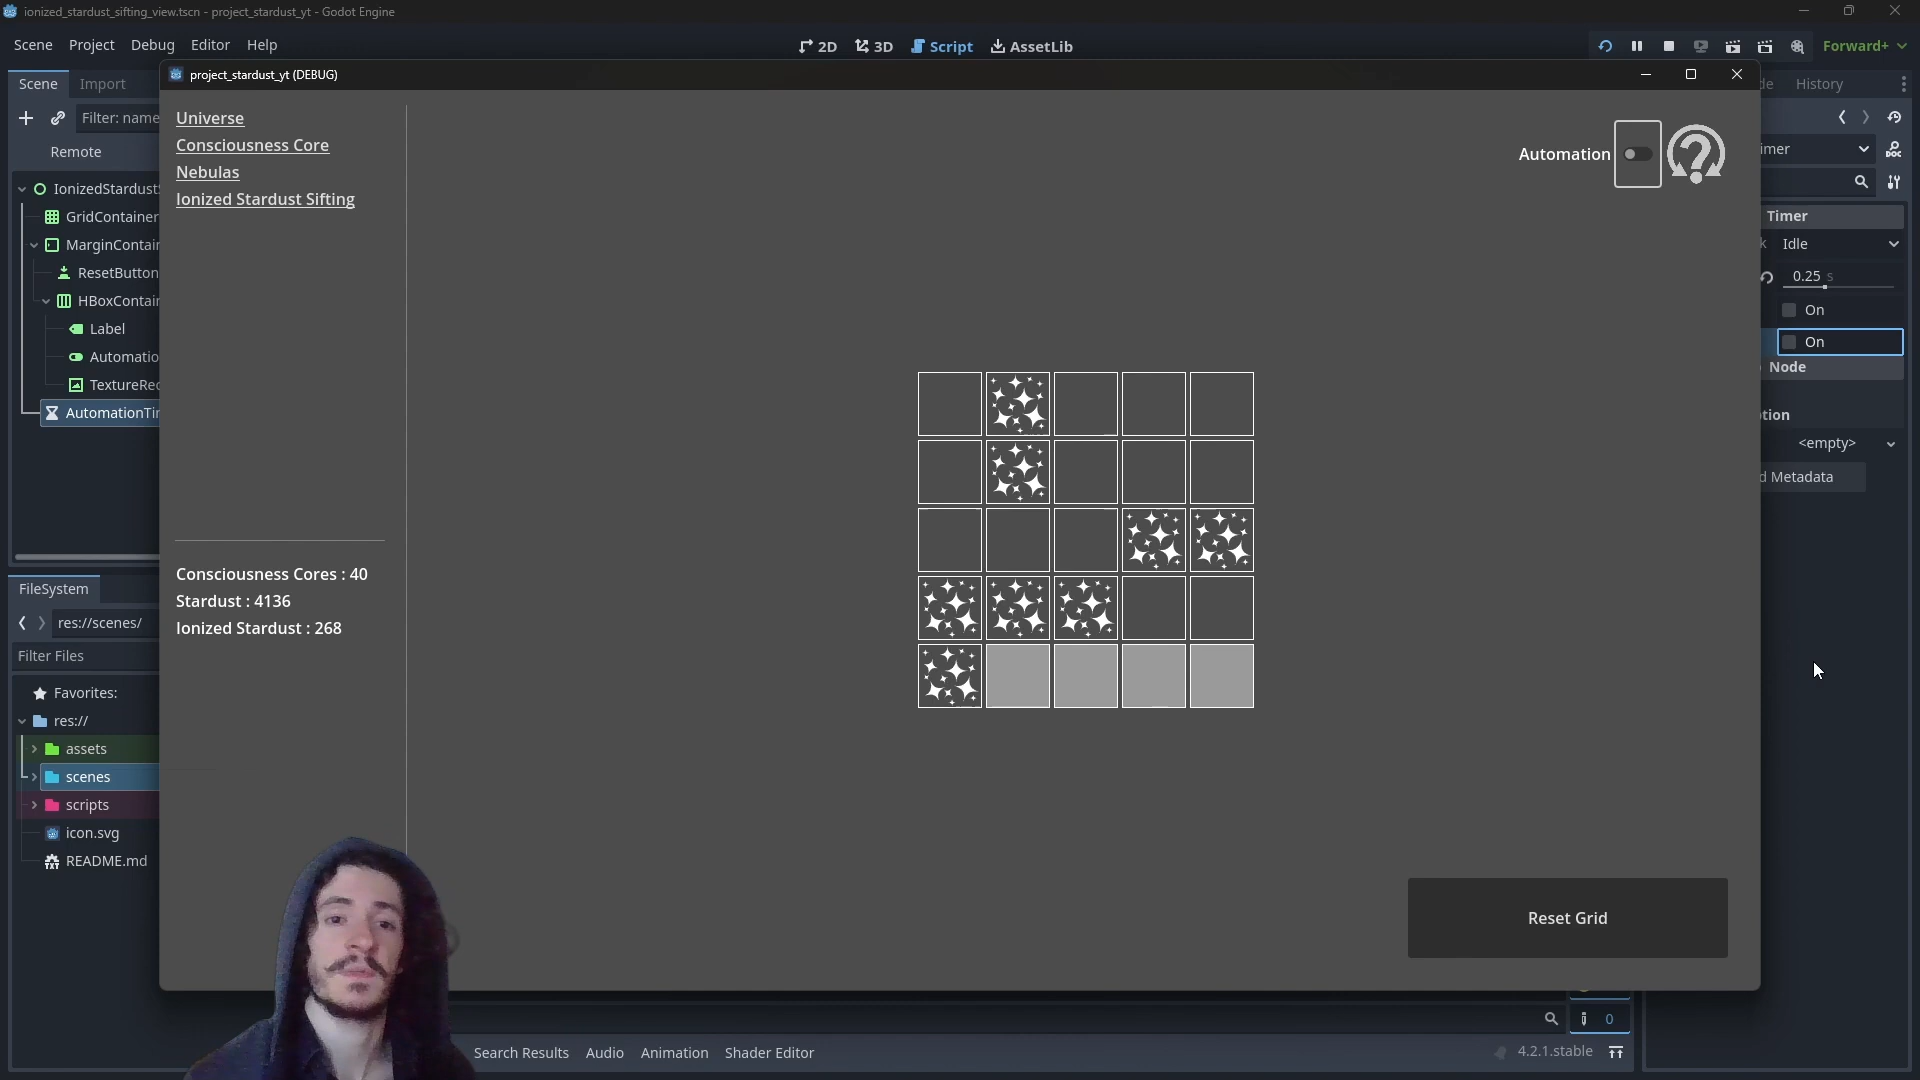 ionized_stardust_sifting_view.tscn - project_stardust_yt - Godot Engine
Scene Project Debug Editor Help
2D 3D Script AssetLib
Forward+
Scene Import
project_stardust_yt (DEBUG)
History
Filter: name
Remote
IonizedStardust
GridContainer
MarginContai
ResetButton
HBoxContai
Label
Automatio
TextureRec
AutomationTi
FileSystem
res://scenes/
Filter Files
Favorites:
res://
assets
scenes
scripts
icon.svg
README.md
Universe
Consciousness Core
Nebulas
Ionized Stardust Sifting
Consciousness Cores : 40
Stardust : 4136
Ionized Stardust : 268
Automation
Reset Grid
imer
Timer
Idle
0.25 s
On
On
Node
tion
<empty>
d Metadata
0
Search Results Audio Animation Shader Editor
4.2.1.stable